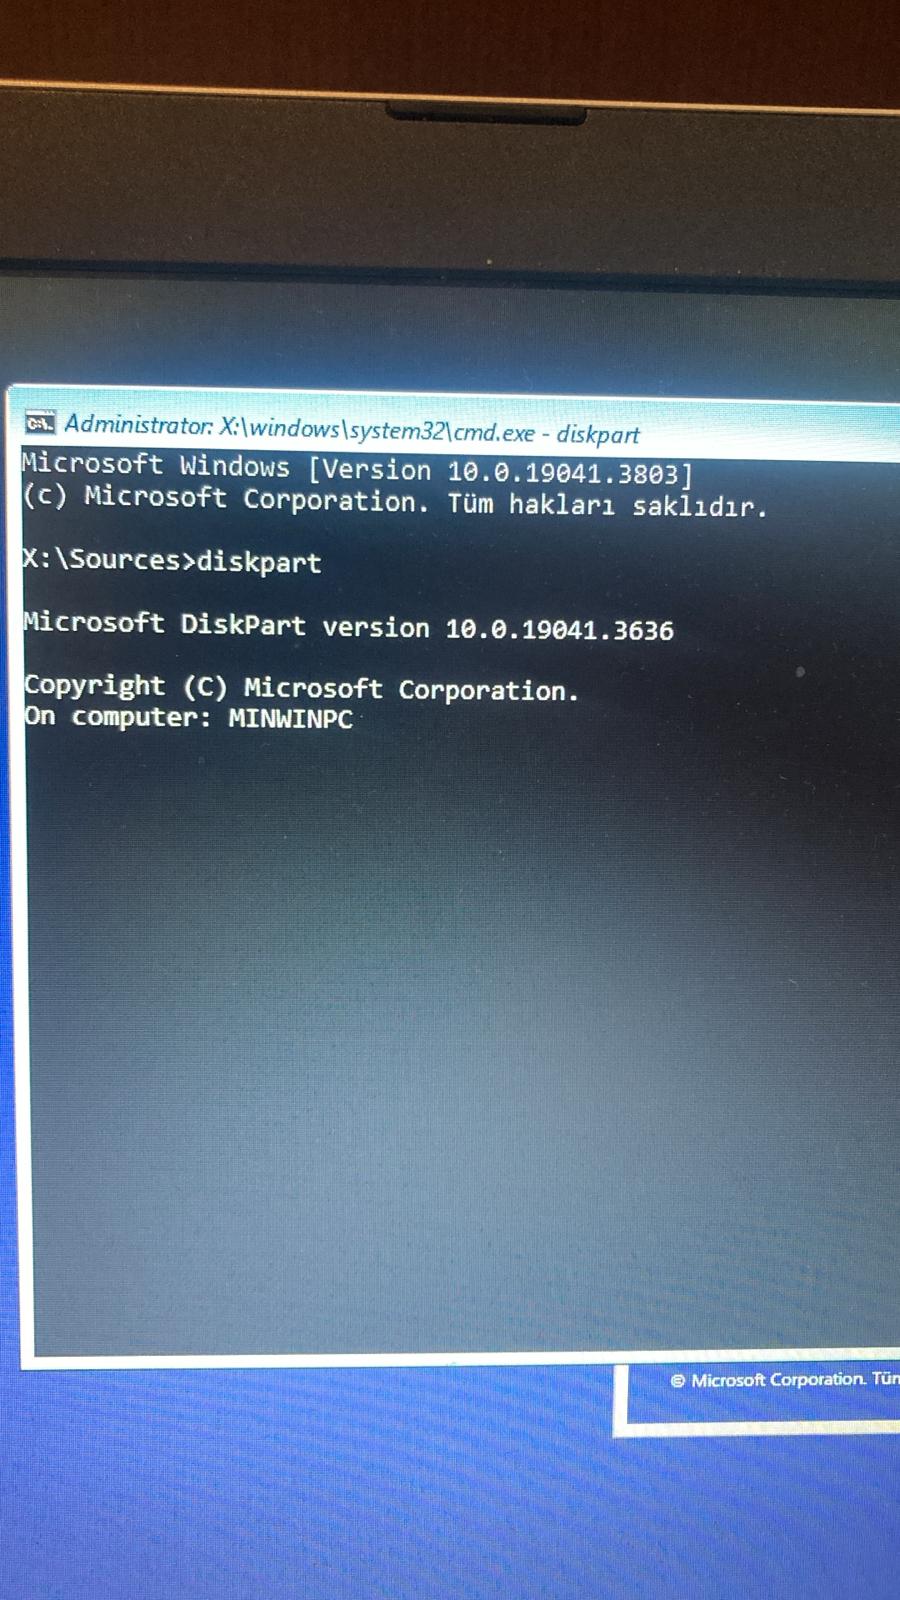 Administrator: X:\windows\system32\cmd.exe - diskpart
Microsoft Windows [Version 10.0.19041.3803]
(c) Microsoft Corporation. Tüm hakları saklıdır.
X:\Sources>diskpart
Microsoft DiskPart version 10.0.19041.3636
Copyright (C) Microsoft Corporation.
On computer: MINWINPC
© Microsoft Corporation. Tün